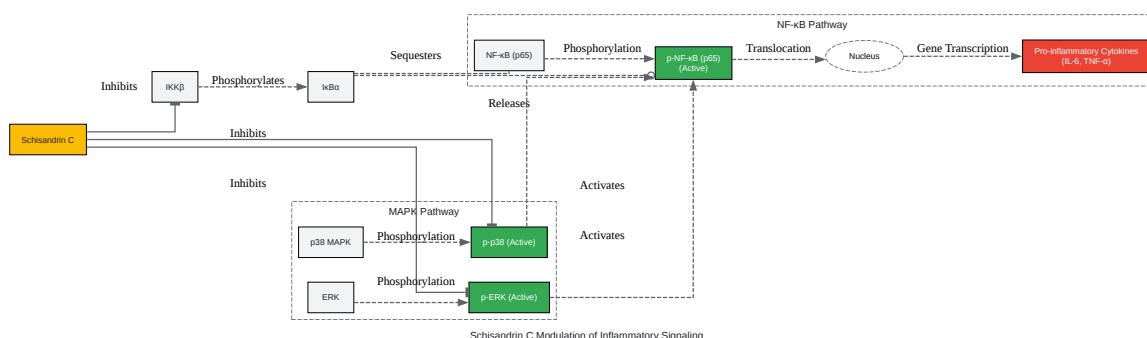 NF-κB Pathway
NF-κB (p65)
Phosphorylation
p-NF-κB (p65)
(Active)
Translocation
Nucleus
Gene Transcription
Pro-inflammatory Cytokines
(IL-6, TNF-α)
Sequesters
Inhibits
IKKβ
Phosphorylates
IκBα
Releases
Schisandrin C
Inhibits
Inhibits
Activates
Activates
MAPK Pathway
p38 MAPK
Phosphorylation
p-p38 (Active)
Phosphorylation
ERK
p-ERK (Active)
Schisandrin C Modulation of Inflammatory Signaling